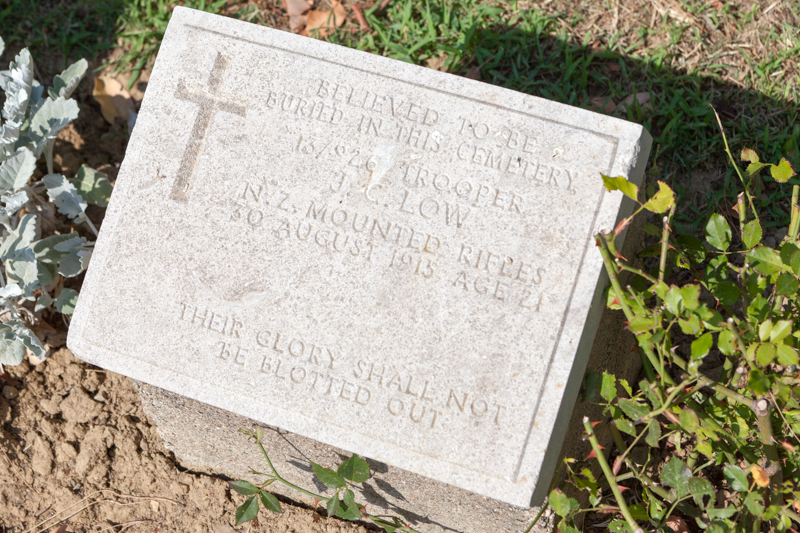 BELIEVED TO BE
BURIED IN THIS CEMETERY,
13/926 TROOPER
J. C. LOW
N.Z. MOUNTED RIFLES
30 AUGUST 1915 AGE 21
THEIR GLORY SHALL NOT
BE BLOTTED OUT